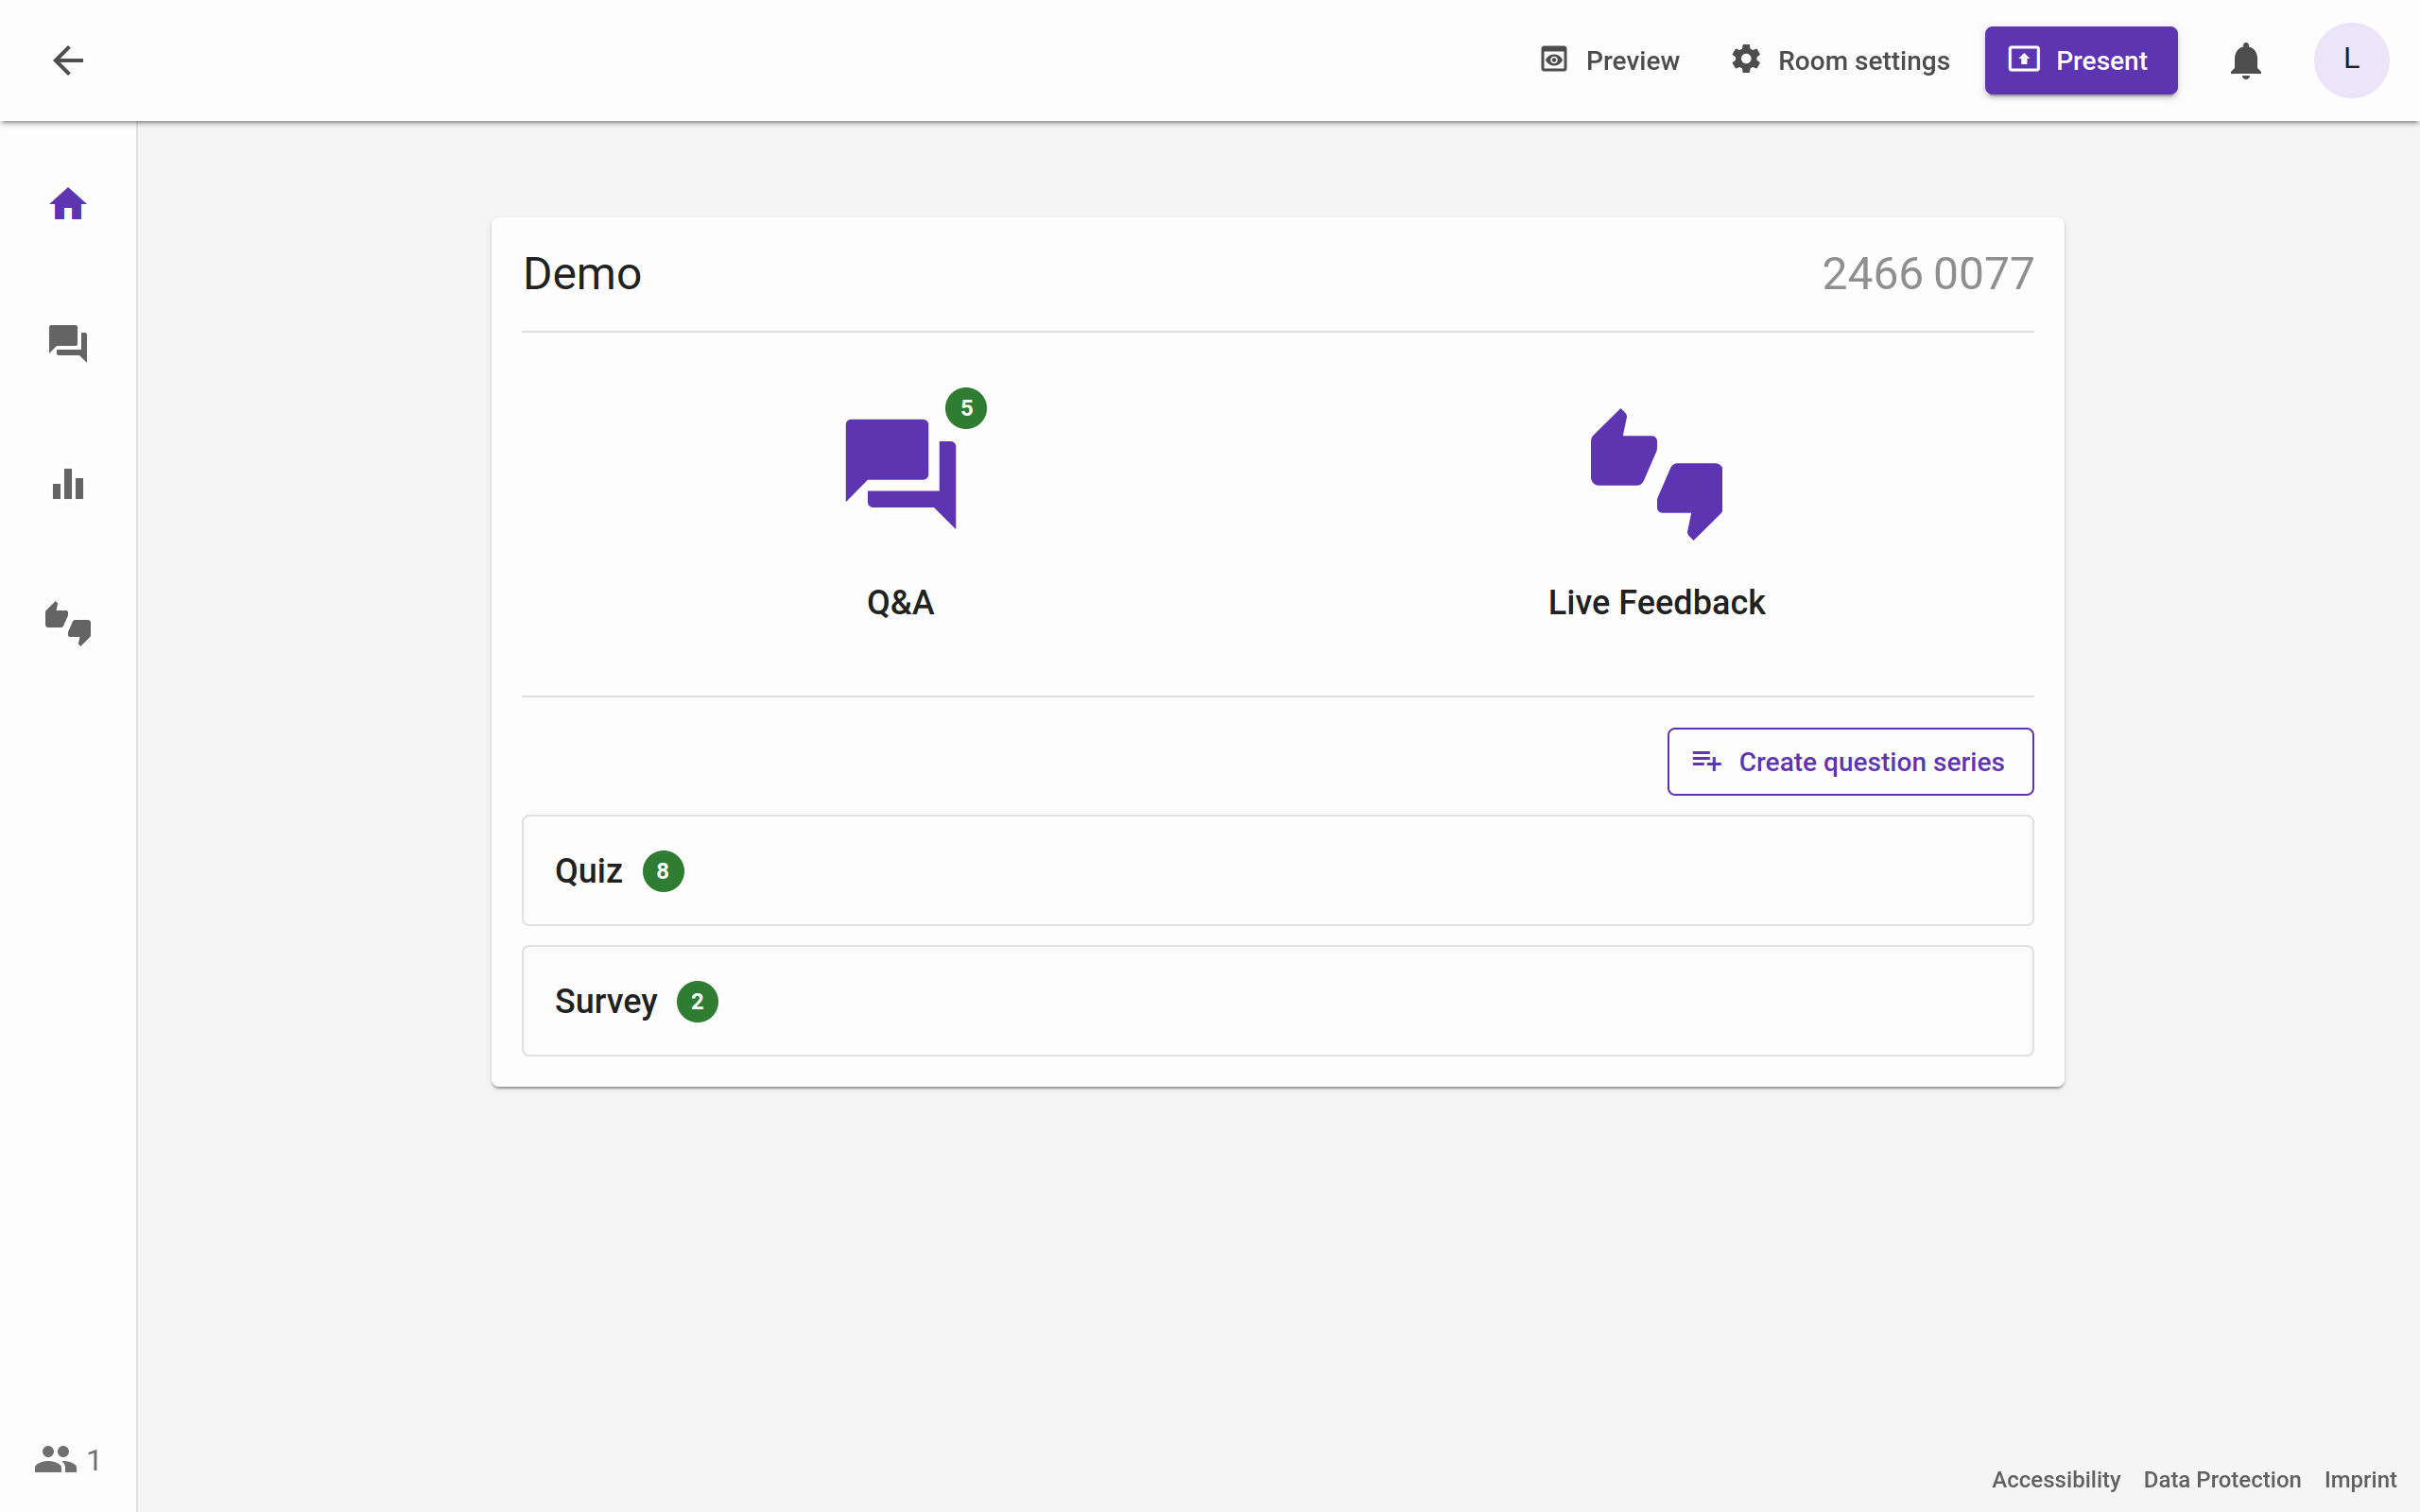 Preview Room settings Present L
Demo 2466 0077
5
Q&A Live Feedback
Create question series
Quiz 8
Survey 2
1
Accessibility Data Protection Imprint